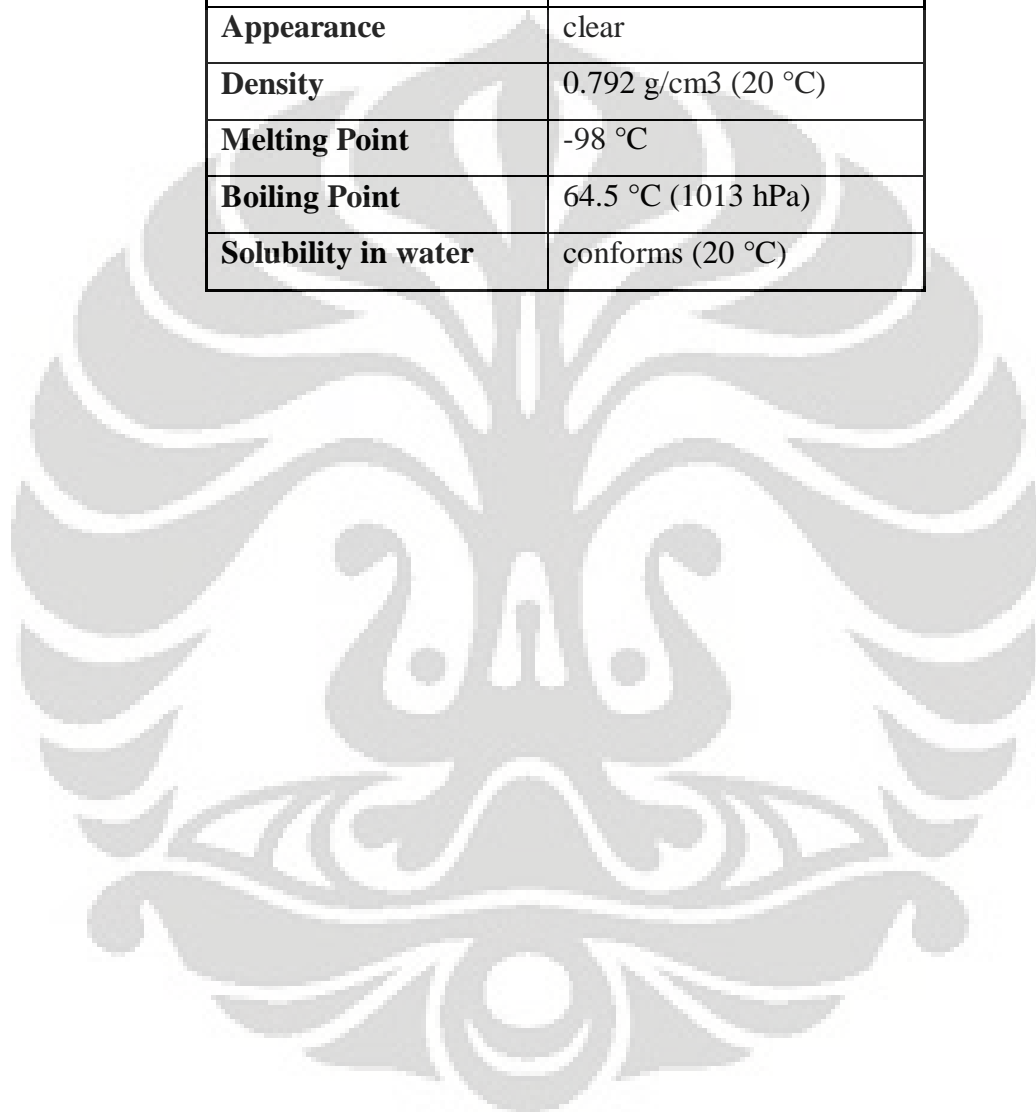 Appearance clear
Density 0.792 g/cm3 (20 °C)
Melting Point -98 °C
Boiling Point 64.5 °C (1013 hPa)
Solubility in water conforms (20 °C)